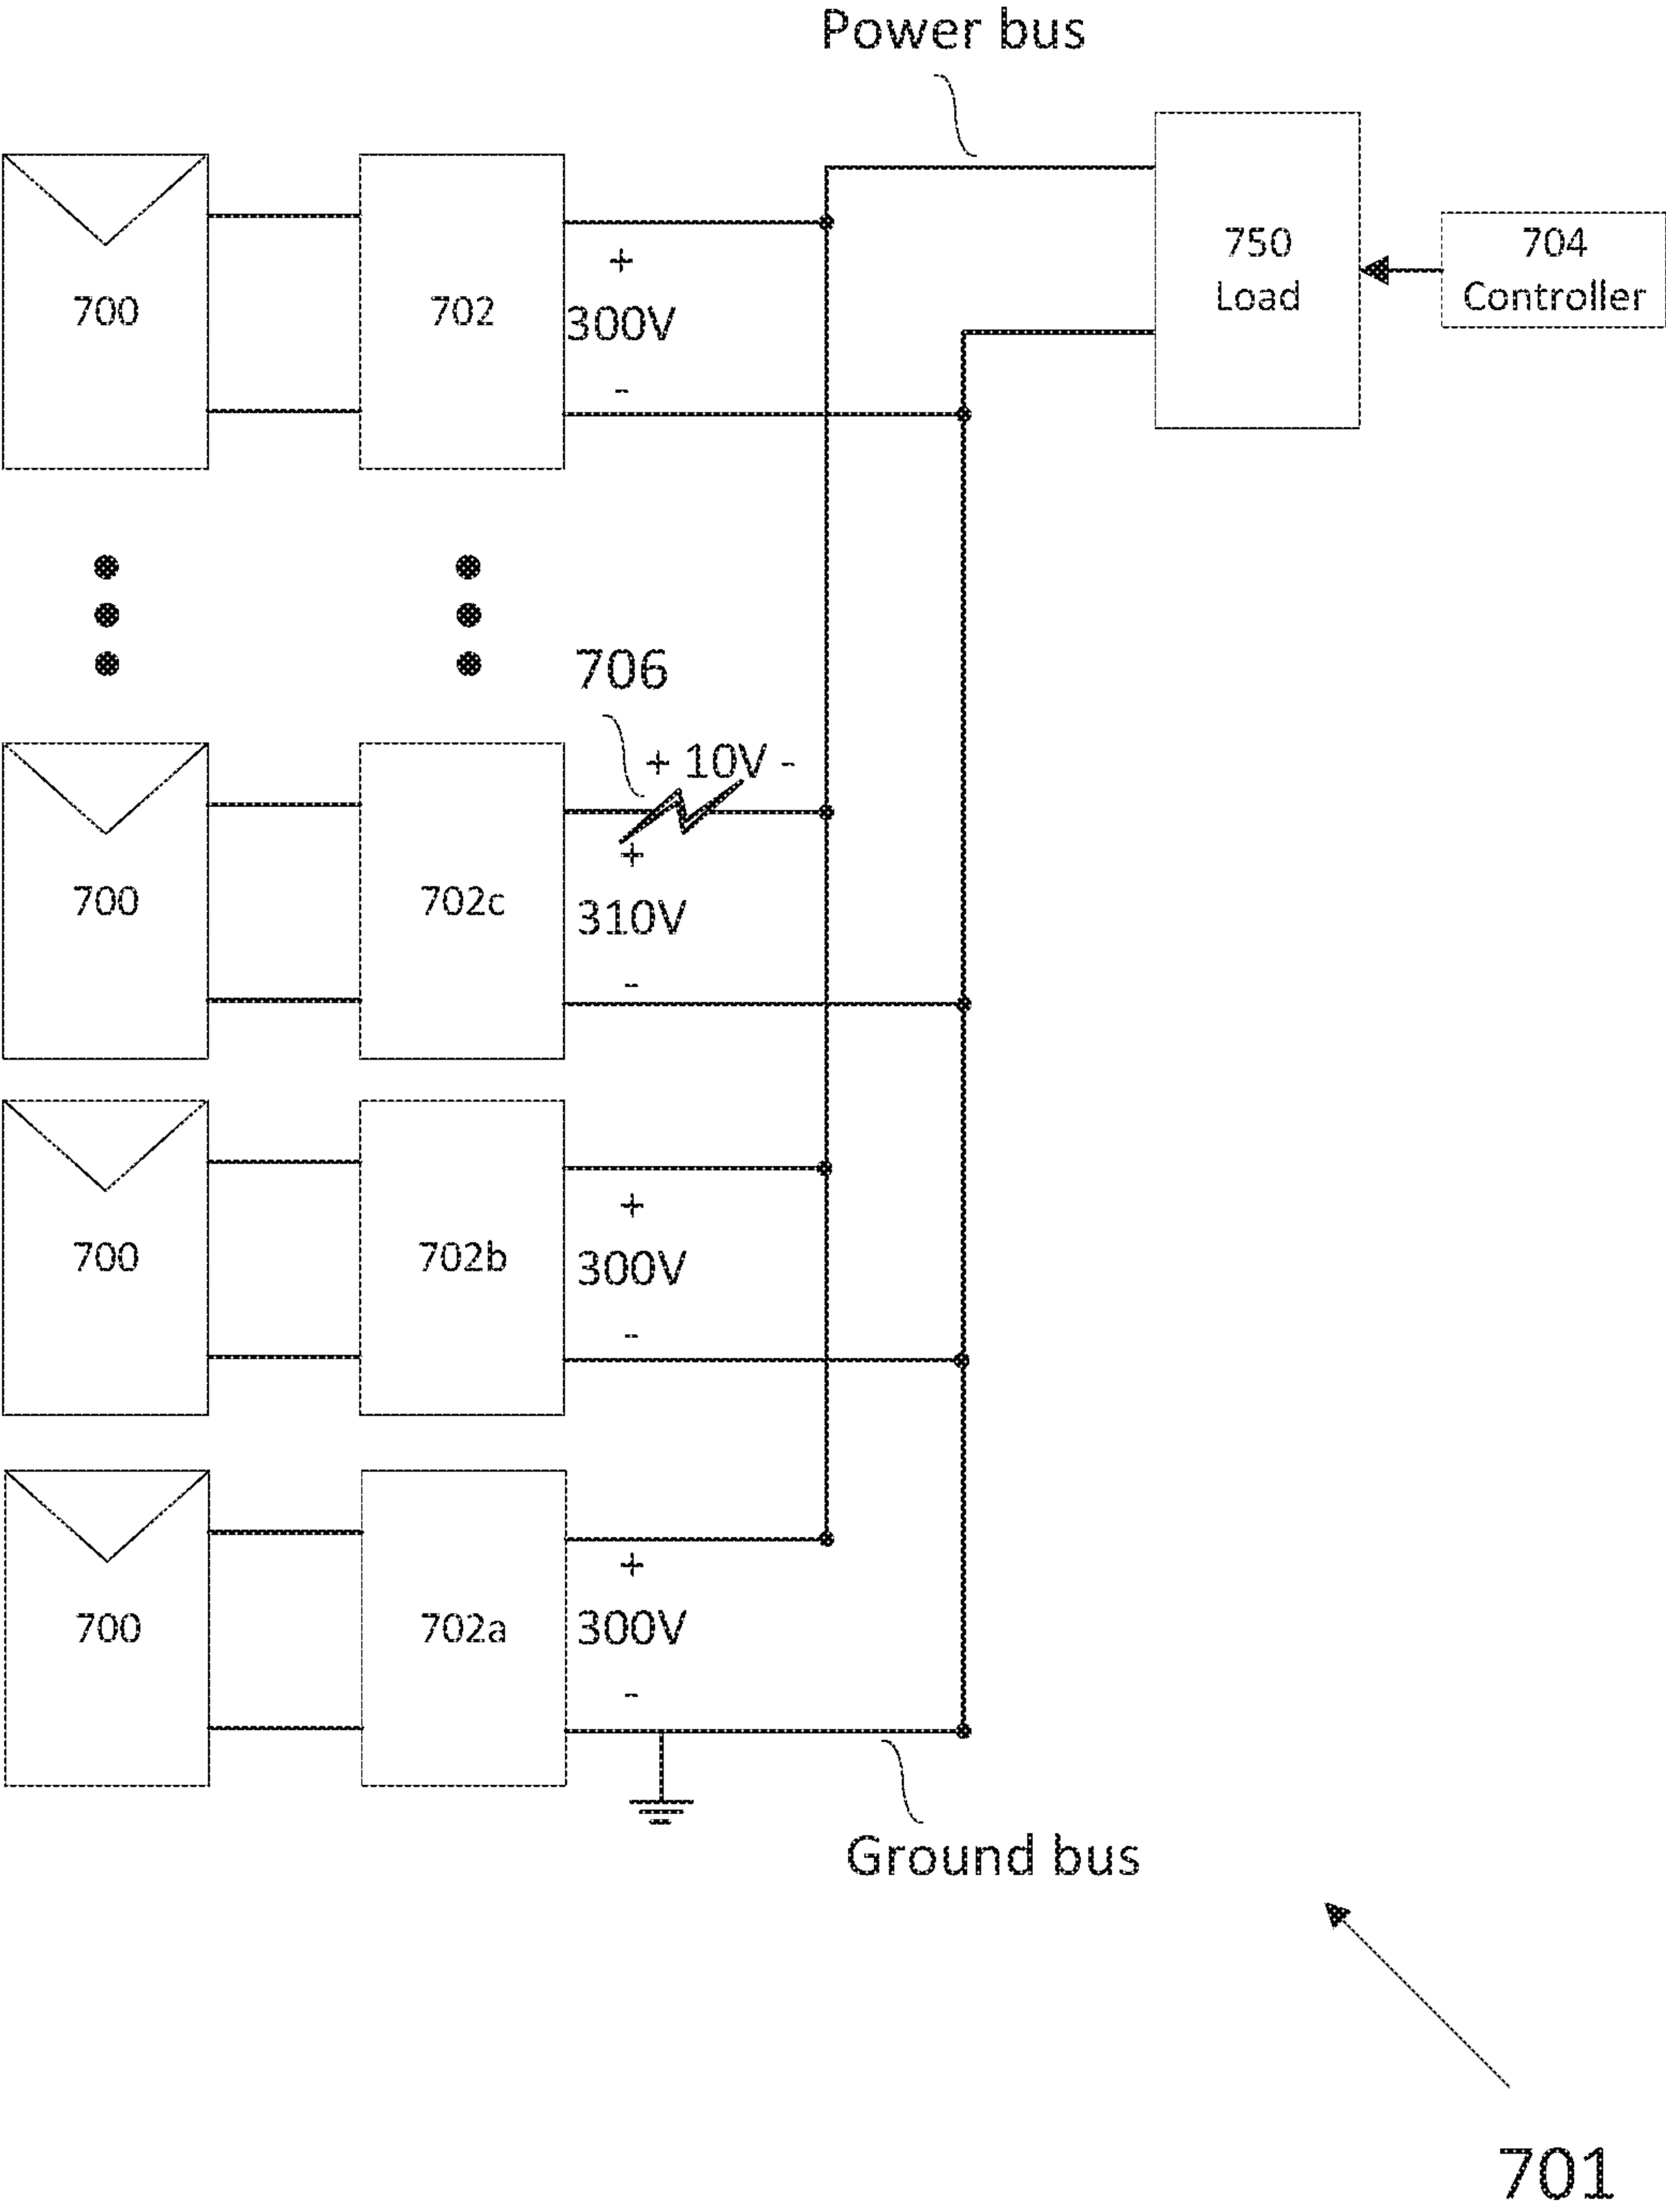 Power bus
700
702
+
300V
-
750
Load
704
Controller
706
+ 10V -
700
702c
+
310V
-
700
702b
+
300V
-
700
702a
+
300V
-
Ground bus
701